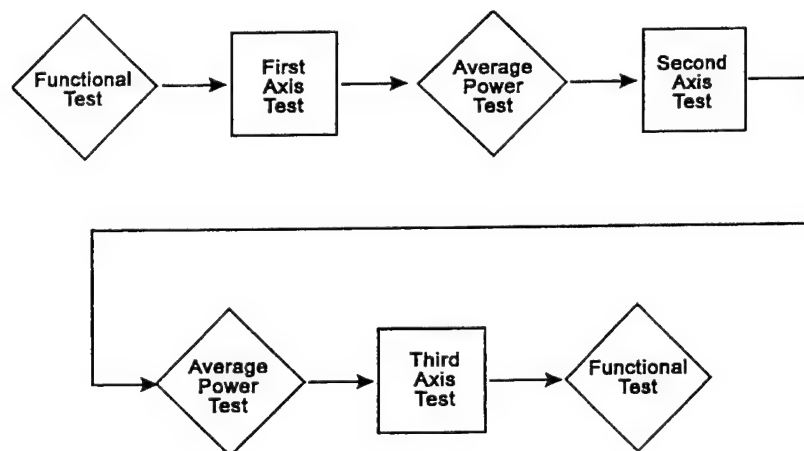 Functional
Test
First
Axis
Test
Average
Power
Test
Second
Axis
Test
Average
Power
Test
Third
Axis
Test
Functional
Test